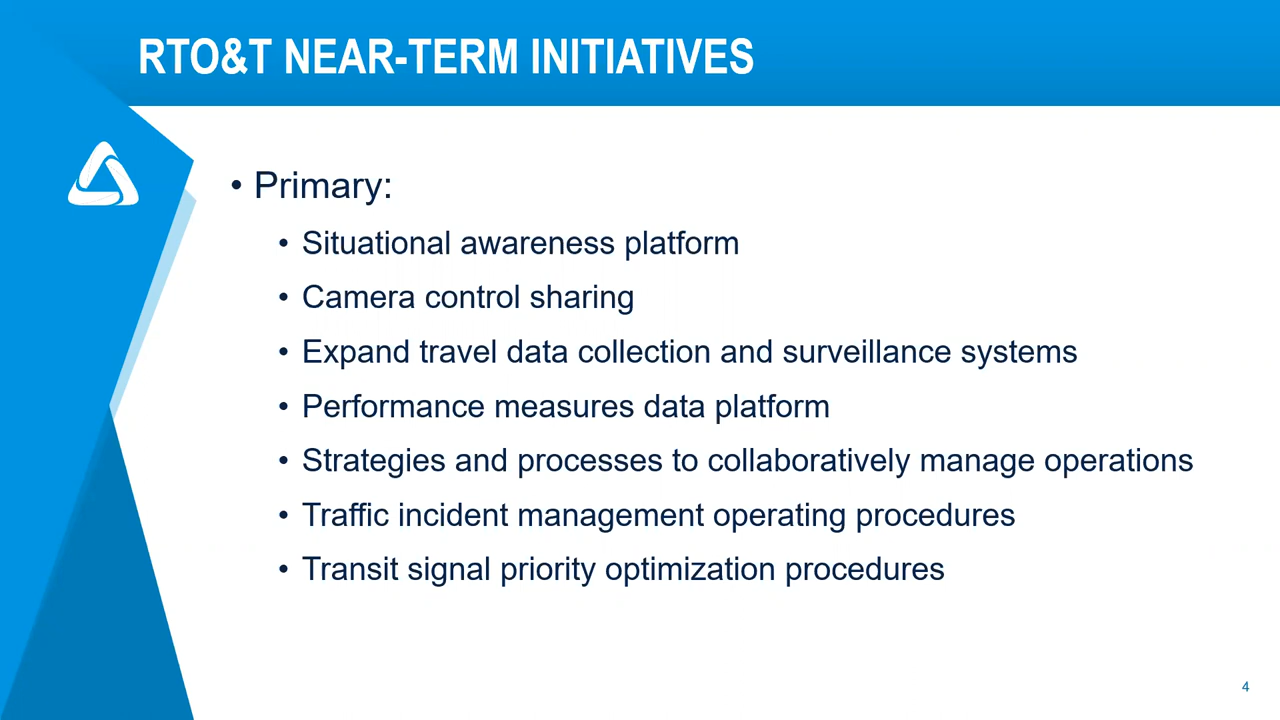 RTO&T NEAR-TERM INITIATIVES
• Primary:
• Situational awareness platform
• Camera control sharing
• Expand travel data collection and surveillance systems
• Performance measures data platform
• Strategies and processes to collaboratively manage operations
• Traffic incident management operating procedures
• Transit signal priority optimization procedures
4